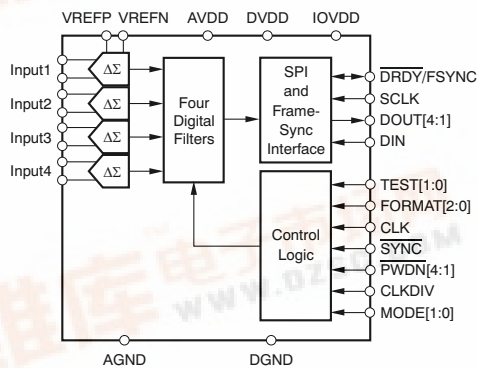 VREFP VREFN AVDD DVDD IOVDD
Input1
Input2
Input3
Input4
ΔΣ
ΔΣ
ΔΣ
ΔΣ
Four
Digital
Filters
SPI
and
Frame-
Sync
Interface
Control
Logic
DRDY/FSYNC
SCLK
DOUT[4:1]
DIN
TEST[1:0]
FORMAT[2:0]
CLK
SYNC
PWDN[4:1]
CLKDIV
MODE[1:0]
AGND DGND